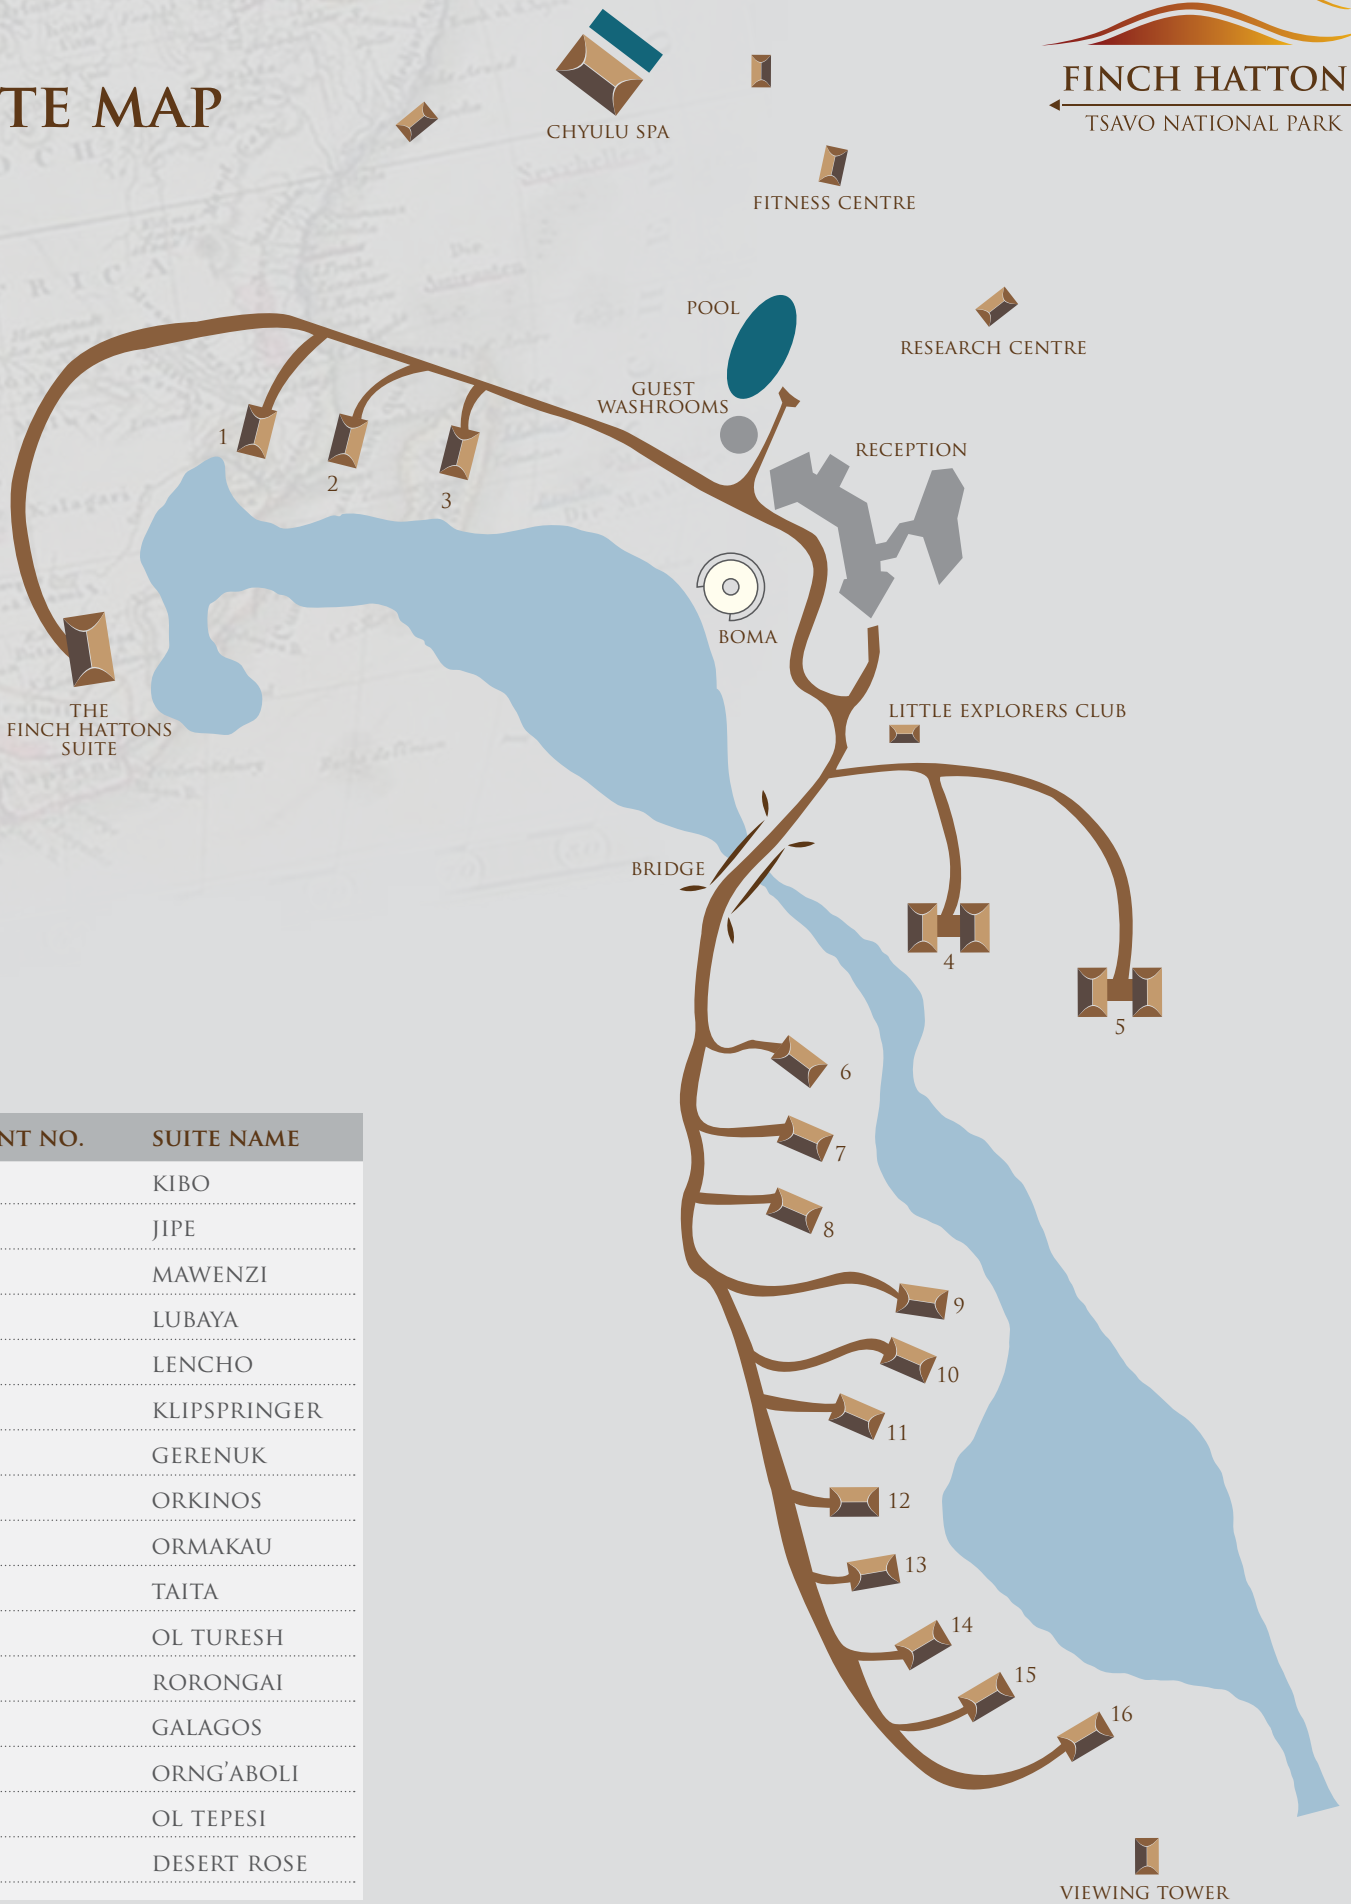 TE MAP
FINCH HATTON
TSAVO NATIONAL PARK
CHYULU SPA
FITNESS CENTRE
POOL
RESEARCH CENTRE
GUEST
WASHROOMS
RECEPTION
1
2
3
BOMA
THE
FINCH HATTONS
SUITE
LITTLE EXPLORERS CLUB
BRIDGE
4
5
6
7
8
9
10
11
12
13
14
15
16
VIEWING TOWER
NT NO. SUITE NAME
KIBO
JIPE
MAWENZI
LUBAYA
LENCHO
KLIPSPRINGER
GERENUK
ORKINOS
ORMAKAU
TAITA
OL TURESH
RORONGAI
GALAGOS
ORNG'ABOLI
OL TEPESI
DESERT ROSE